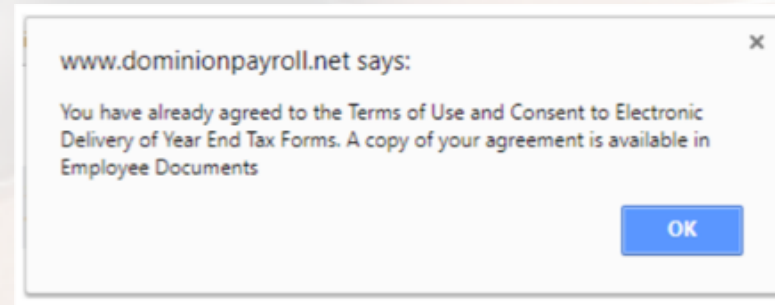 www.dominionpayroll.net says:
You have already agreed to the Terms of Use and Consent to Electronic
Delivery of Year End Tax Forms. A copy of your agreement is available in
Employee Documents
OK